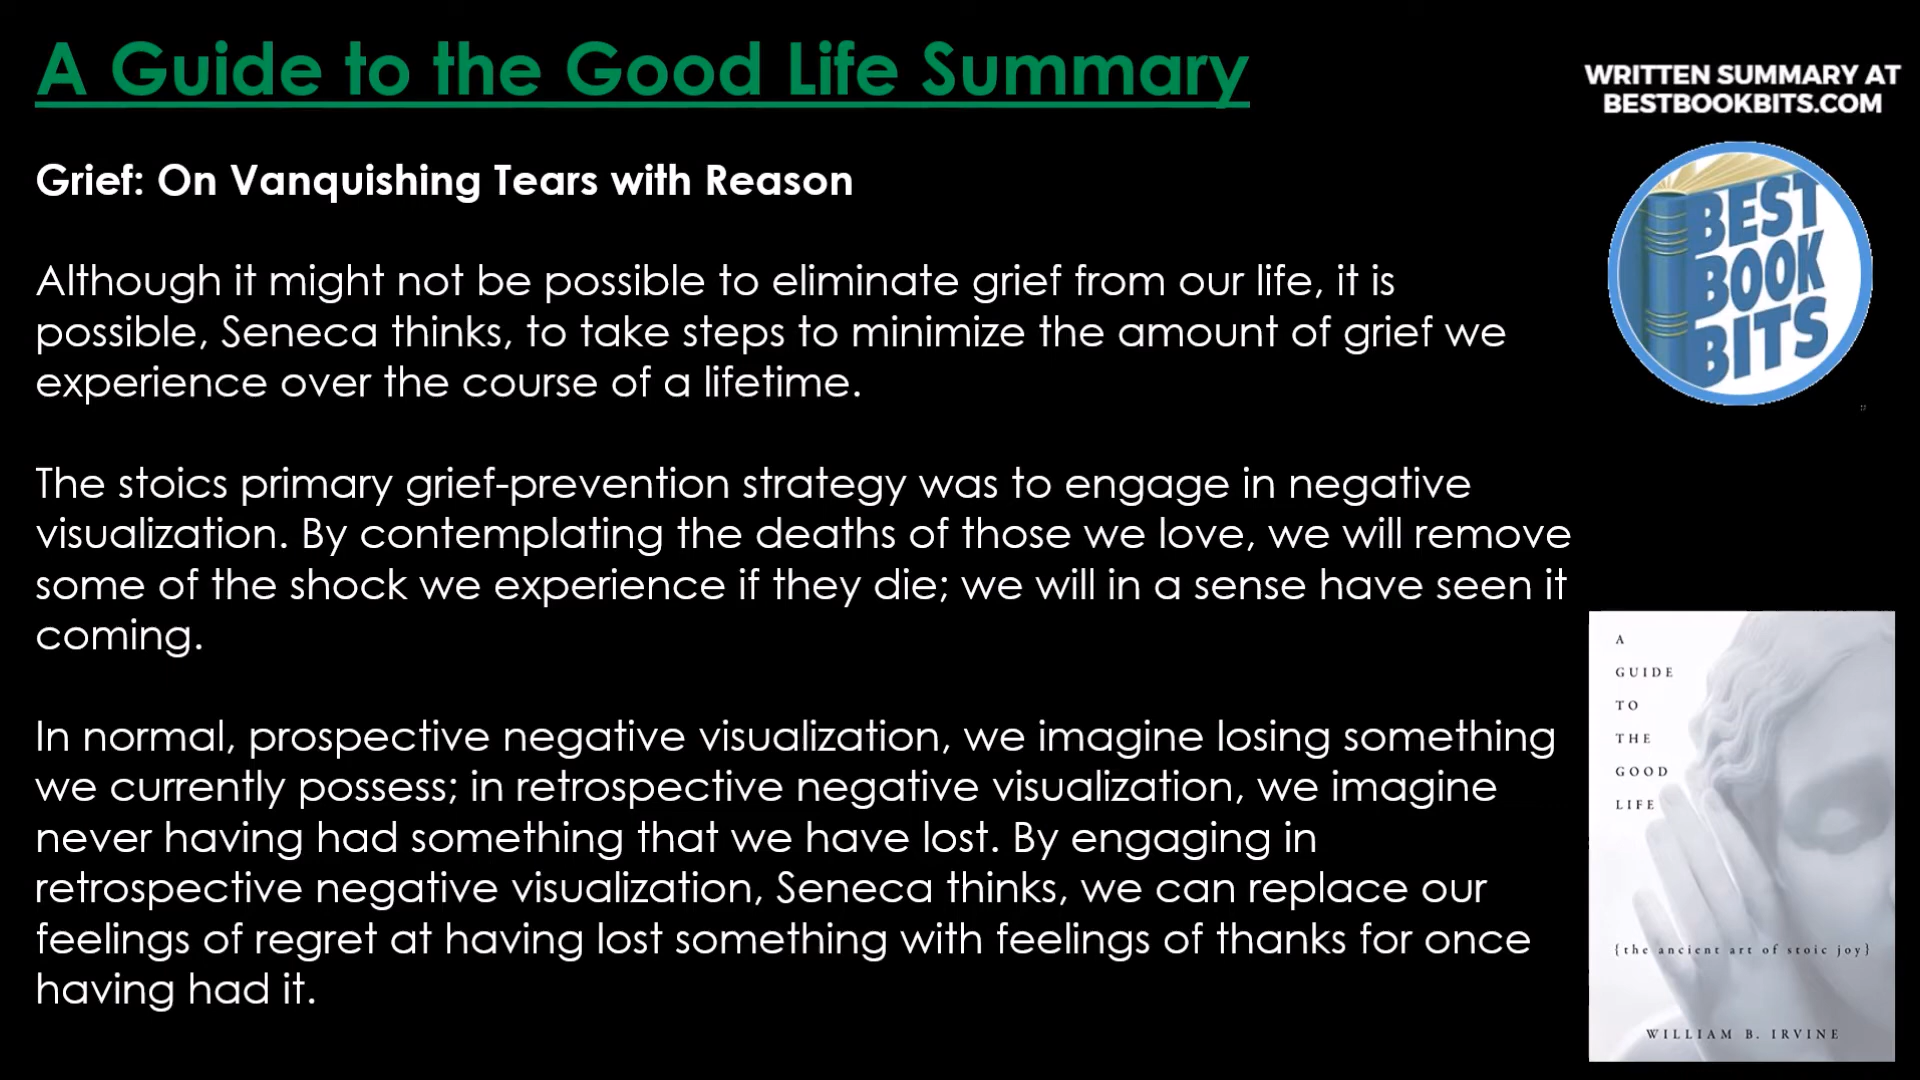 A Guide to the Good Life Summary
WRITTEN SUMMARY AT
BESTBOOKBITS.COM
Grief: On Vanquishing Tears with Reason
Although it might not be possible to eliminate grief from our life, it is
possible, Seneca thinks, to take steps to minimize the amount of grief we
experience over the course of a lifetime.
The stoics primary grief-prevention strategy was to engage in negative
visualization. By contemplating the deaths of those we love, we will remove
some of the shock we experience if they die; we will in a sense have seen it
coming.
In normal, prospective negative visualization, we imagine losing something
we currently possess; in retrospective negative visualization, we imagine
never having had something that we have lost. By engaging in
retrospective negative visualization, Seneca thinks, we can replace our
feelings of regret at having lost something with feelings of thanks for once
having had it.
BEST
BOOK
BITS
A
GUIDE
TO
THE
GOOD
LIFE
{the ancient art of stoic joy}
WILLIAM B. IRVINE